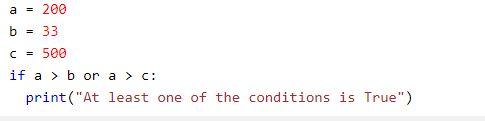 a = 200
b = 33
c = 500
if a > b or a > c:
  print("At least one of the conditions is True")